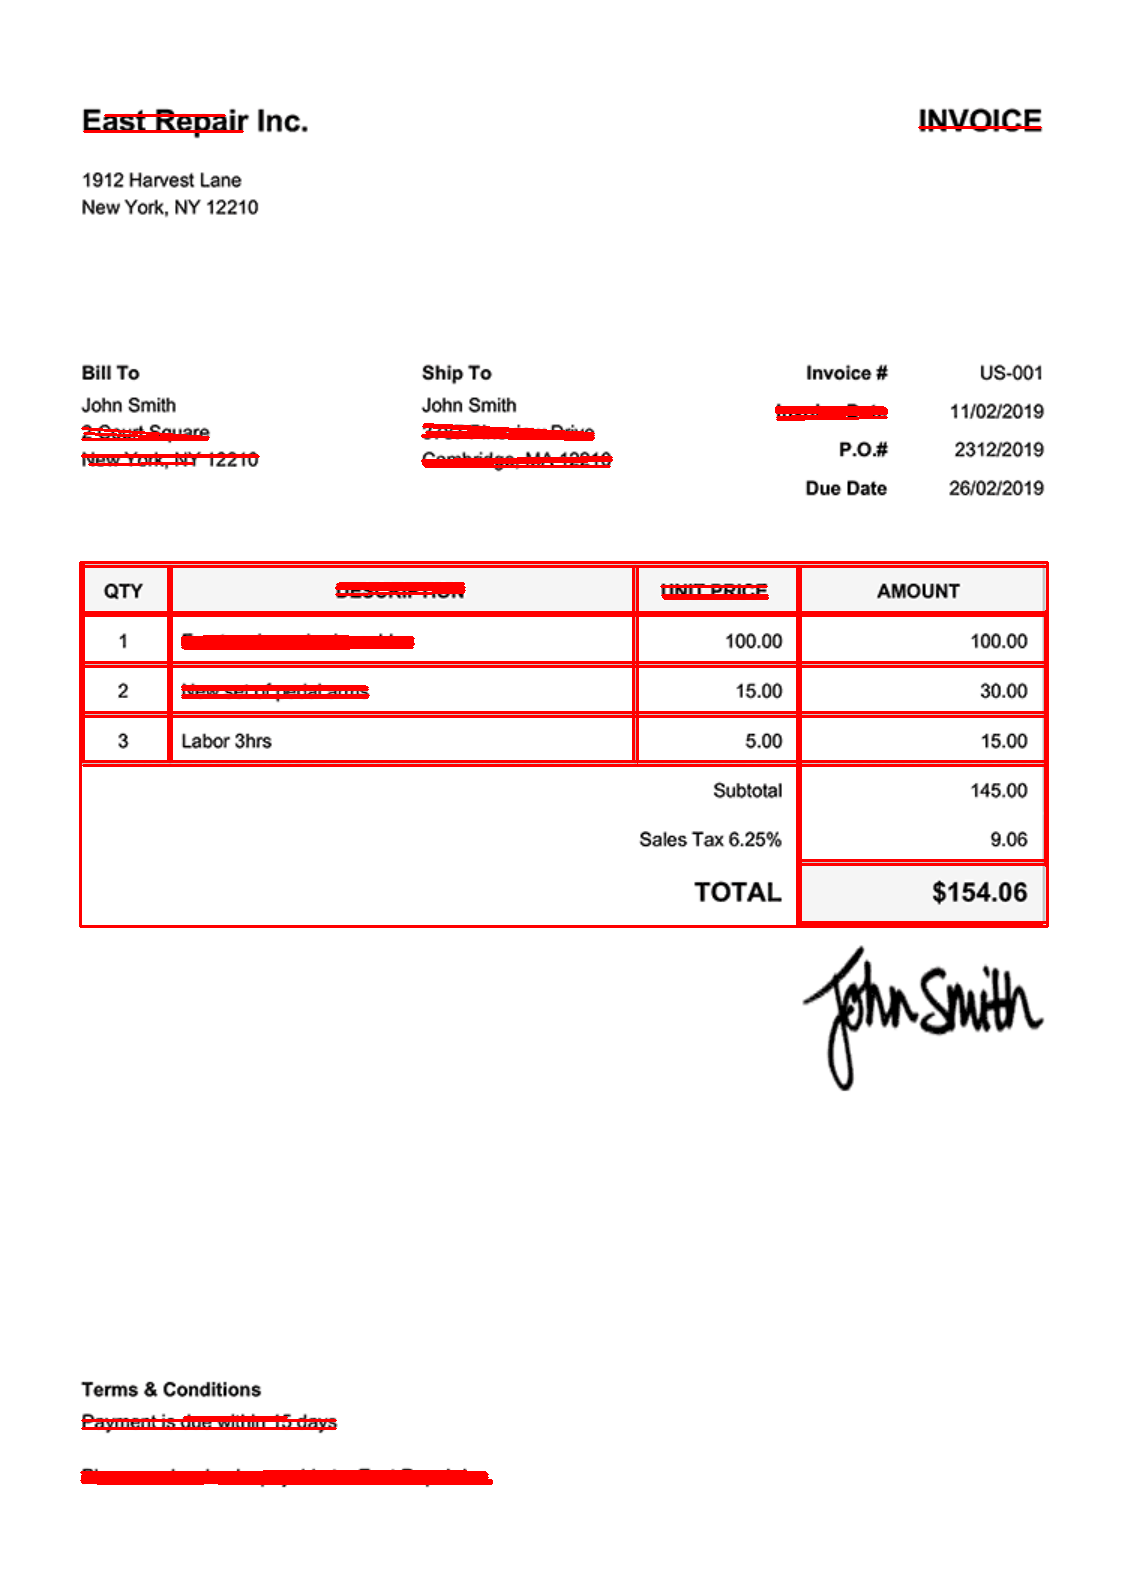 East Repair Inc.
INVOICE
1912 Harvest Lane
New York, NY 12210
Bill To
Ship To
Invoice #
US-001
John Smith
John Smith
Invoice Date
11/02/2019
2 Court Square
Drive
New York, NY 12210
Cambridge, MA 12210
P.O.#
2312/2019
Due Date
26/02/2019
QTY
DESCRIPTION
UNIT PRICE
AMOUNT
1
100.00
100.00
2
New set of pedal arms
15.00
30.00
3
Labor 3hrs
5.00
15.00
Subtotal
145.00
Sales Tax 6.25%
9.06
TOTAL
$154.06
John Smith
Terms & Conditions
Payment is due within 15 days